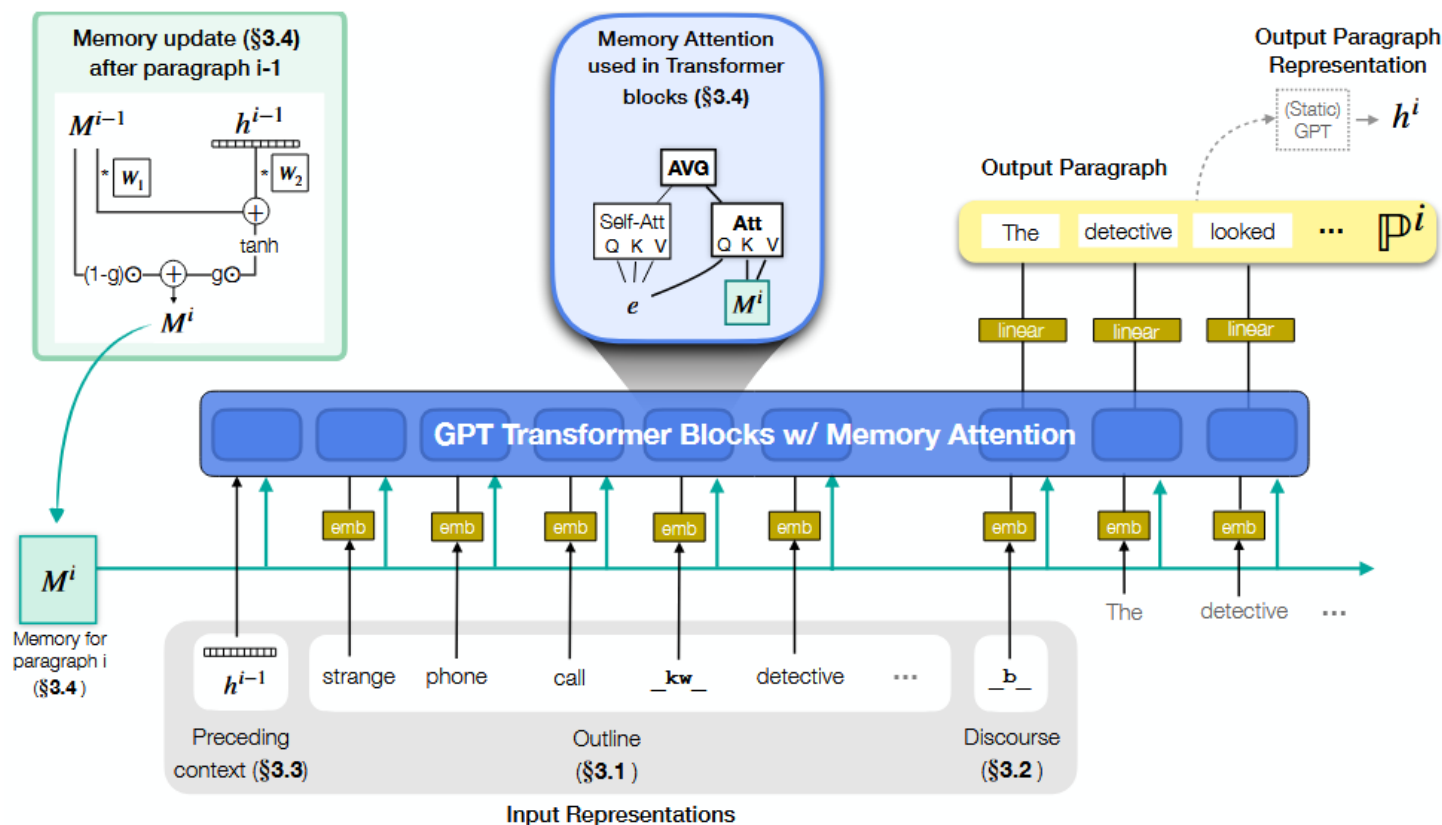 Memory update (§3.4)
after paragraph i-1
M^{i−1}
h^{i−1}
* W_1
* W_2
+
tanh
(1-g)⊙
+
g⊙
M^i
Memory Attention
used in Transformer
blocks (§3.4)
AVG
Self-Att
Q K V
Att
Q K V
e
M^i
Output Paragraph
Representation
(Static)
GPT
h^i
Output Paragraph
The detective looked ... ℙ^i
linear linear linear
GPT Transformer Blocks w/ Memory Attention
emb emb emb emb emb emb emb emb
M^i
Memory for
paragraph i
(§3.4 )
The detective ...
h^{i−1}
strange phone call _kw_ detective ...
_b_
Preceding
context (§3.3)
Outline
(§3.1 )
Discourse
(§3.2 )
Input Representations